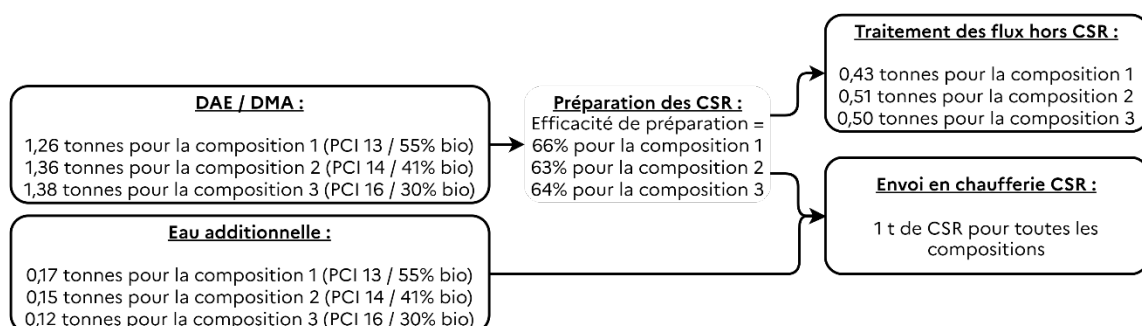 DAE / DMA :
1,26 tonnes pour la composition 1 (PCI 13 / 55% bio)
1,36 tonnes pour la composition 2 (PCI 14 / 41% bio)
1,38 tonnes pour la composition 3 (PCI 16 / 30% bio)
Eau additionnelle :
0,17 tonnes pour la composition 1 (PCI 13 / 55% bio)
0,15 tonnes pour la composition 2 (PCI 14 / 41% bio)
0,12 tonnes pour la composition 3 (PCI 16 / 30% bio)
Préparation des CSR :
Efficacité de préparation =
66% pour la composition 1
63% pour la composition 2
64% pour la composition 3
Traitement des flux hors CSR :
0,43 tonnes pour la composition 1
0,51 tonnes pour la composition 2
0,50 tonnes pour la composition 3
Envoi en chaufferie CSR :
1 t de CSR pour toutes les
compositions